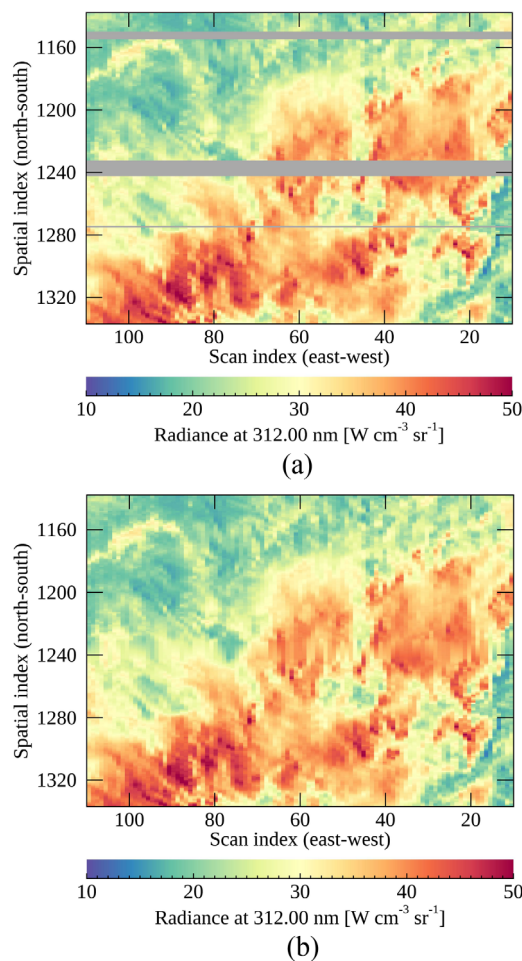 1160
1200
1240
1280
1320
Spatial index (north-south)
100 80 60 40 20
Scan index (east-west)
10 20 30 40 50
Radiance at 312.00 nm [W cm⁻³ sr⁻¹]
(a)
1160
1200
1240
1280
1320
Spatial index (north-south)
100 80 60 40 20
Scan index (east-west)
10 20 30 40 50
Radiance at 312.00 nm [W cm⁻³ sr⁻¹]
(b)